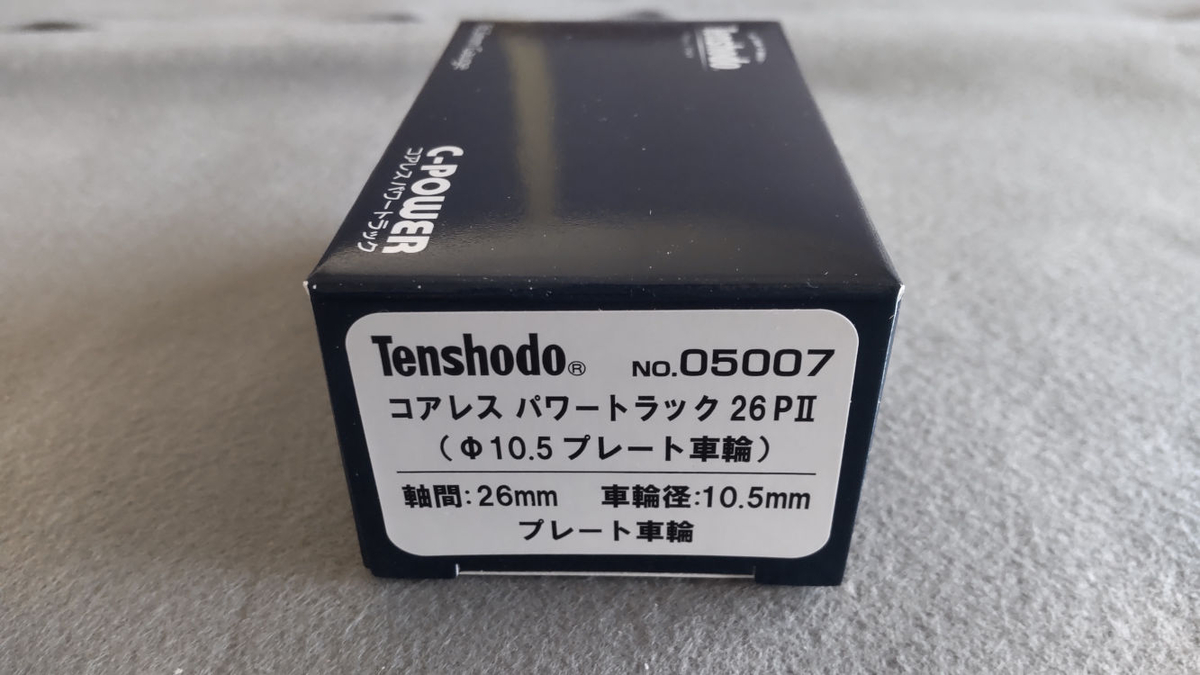 Tenshodo
C-POWER
コアレスパワートラック
Tenshodo® NO.05007
コアレス パワートラック 26PⅡ
(Φ10.5プレート車輪)
軸間:26mm 車輪径:10.5mm
プレート車輪